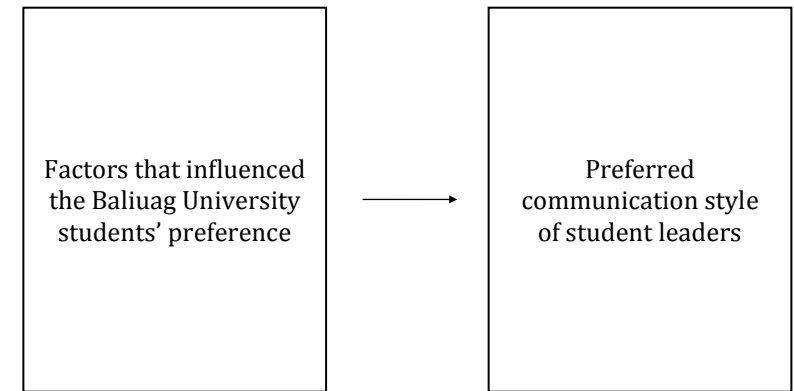 Factors that influenced
the Baliuag University
students’ preference
Preferred
communication style
of student leaders